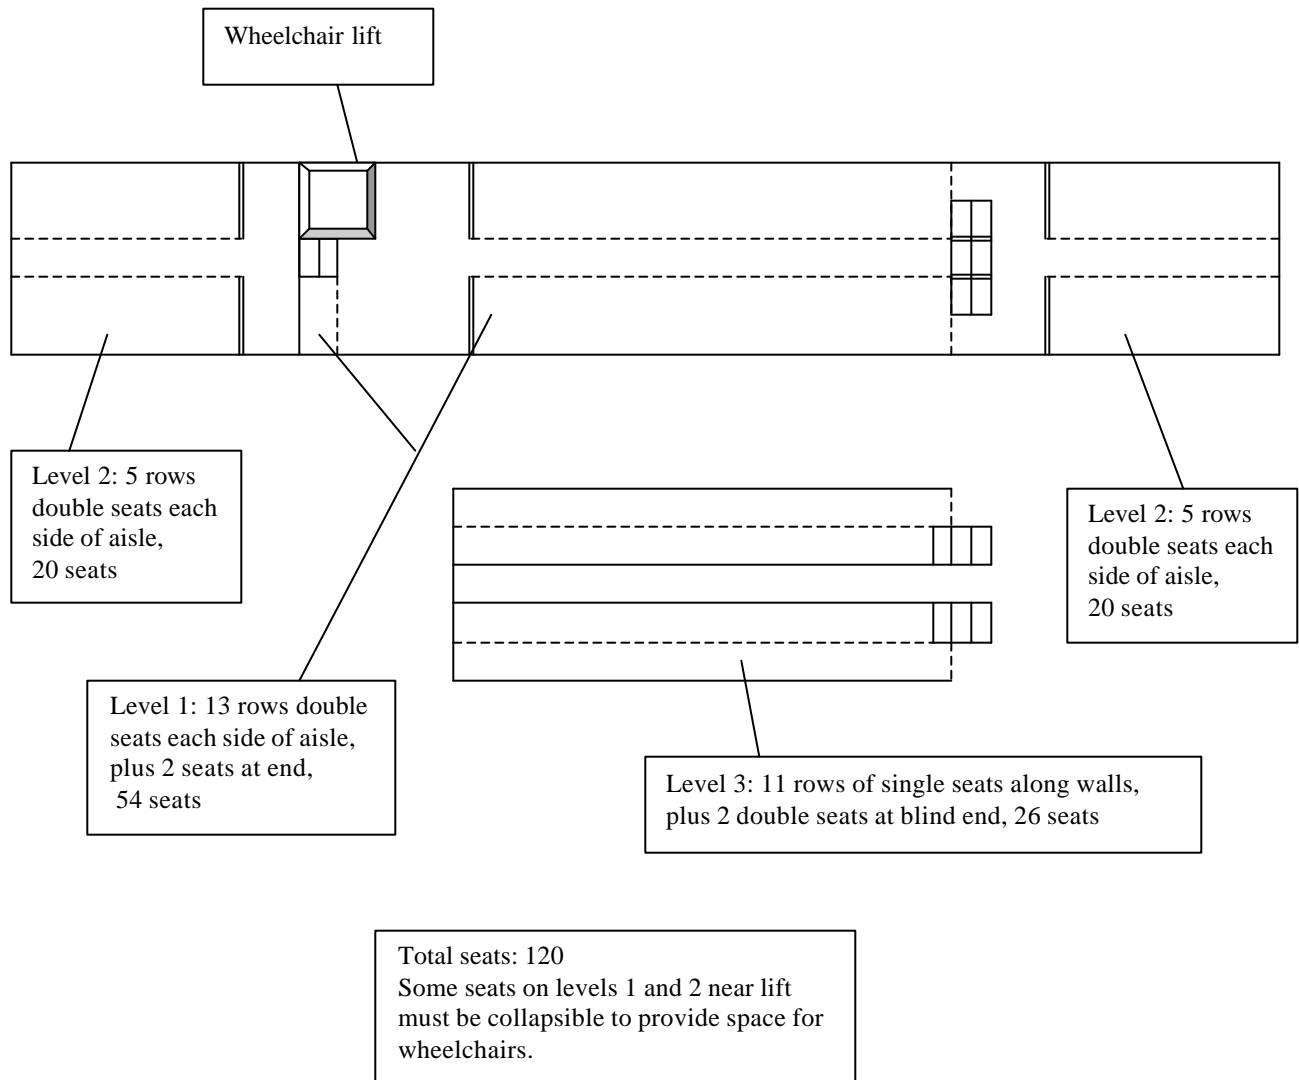 Wheelchair lift
Level 2: 5 rows
double seats each
side of aisle,
20 seats
Level 2: 5 rows
double seats each
side of aisle,
20 seats
Level 1: 13 rows double
seats each side of aisle,
plus 2 seats at end,
54 seats
Level 3: 11 rows of single seats along walls,
plus 2 double seats at blind end, 26 seats
Total seats: 120
Some seats on levels 1 and 2 near lift
must be collapsible to provide space for
wheelchairs.